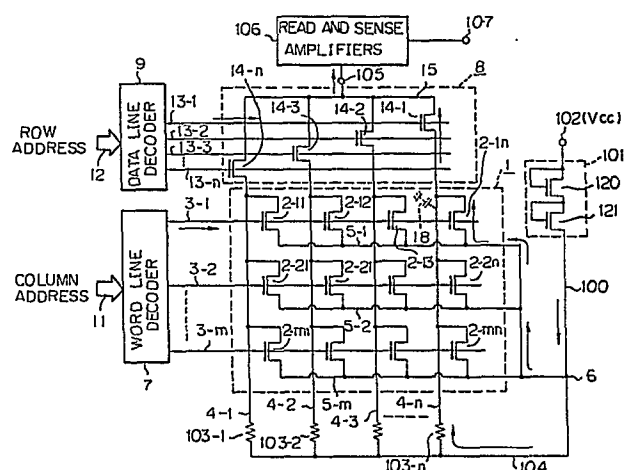 106
READ AND SENSE
AMPLIFIERS
107
105
15
8
9
14-n
14-3
14-2
14-1
13-1
13-2
13-3
13-n
DATA LINE
DECODER
ROW
ADDRESS
12
102(Vcc)
101
120
121
2-1n
1
3-1
2-11
2-12
18
5-1
2-13
100
COLUMN
ADDRESS
11
WORD LINE
DECODER
7
3-2
2-21
2-21
2-2n
5-2
3-m
2-m1
2-mn
5-m
6
4-1
4-2
4-3
4-n
103-1
103-2
103-n
104